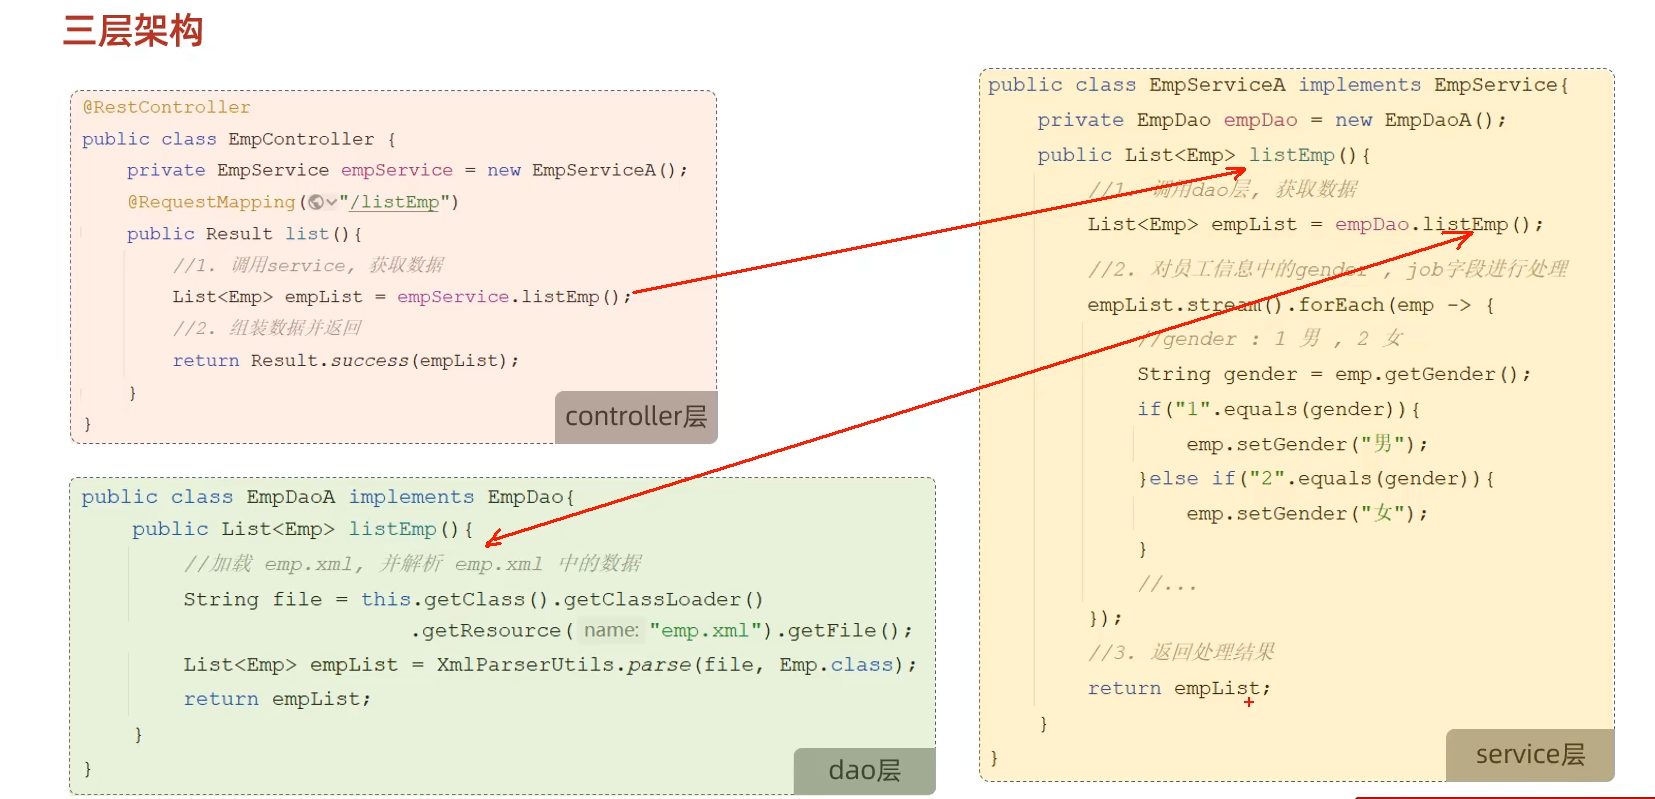 三层架构
@RestController
public class EmpController {
private EmpService empService = new EmpServiceA();
@RequestMapping("/listEmp")
public Result list(){
//1. 调用service, 获取数据
List<Emp> empList = empService.listEmp();
//2. 组装数据并返回
return Result.success(empList);
}
}
controller层
public class EmpDaoA implements EmpDao{
public List<Emp> listEmp(){
//加载 emp.xml, 并解析 emp.xml 中的数据
String file = this.getClass().getClassLoader()
.getResource( name: "emp.xml").getFile();
List<Emp> empList = XmlParserUtils.parse(file, Emp.class);
return empList;
}
}
dao层
public class EmpServiceA implements EmpService{
private EmpDao empDao = new EmpDaoA();
public List<Emp> listEmp(){
//1. 调用dao层, 获取数据
List<Emp> empList = empDao.listEmp();
//2. 对员工信息中的gender , job字段进行处理
empList.stream().forEach(emp -> {
//gender : 1 男 , 2 女
String gender = emp.getGender();
if("1".equals(gender)){
emp.setGender("男");
}else if("2".equals(gender)){
emp.setGender("女");
}
//...
});
//3. 返回处理结果
return empList;
}
}
service层